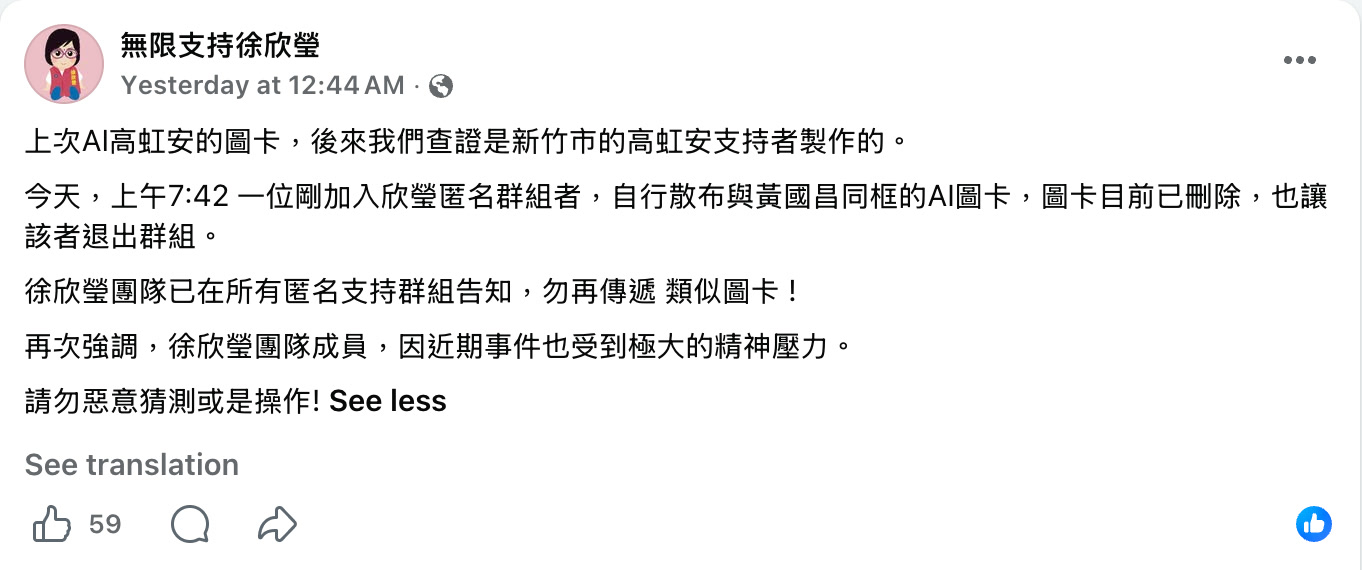 無限支持徐欣瑩
Yesterday at 12:44 AM ·
上次AI高虹安的圖卡，後來我們查證是新竹市的高虹安支持者製作的。
今天，上午7:42 一位剛加入欣瑩匿名群組者，自行散布與黃國昌同框的AI圖卡，圖卡目前已刪除，也讓
該者退出群組。
徐欣瑩團隊已在所有匿名支持群組告知，勿再傳遞 類似圖卡！
再次強調，徐欣瑩團隊成員，因近期事件也受到極大的精神壓力。
請勿惡意猜測或是操作! See less
See translation
59